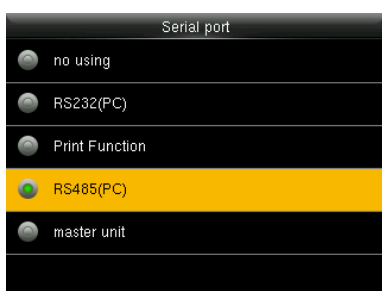 Serial port
no using
RS232(PC)
Print Function
RS485(PC)
master unit